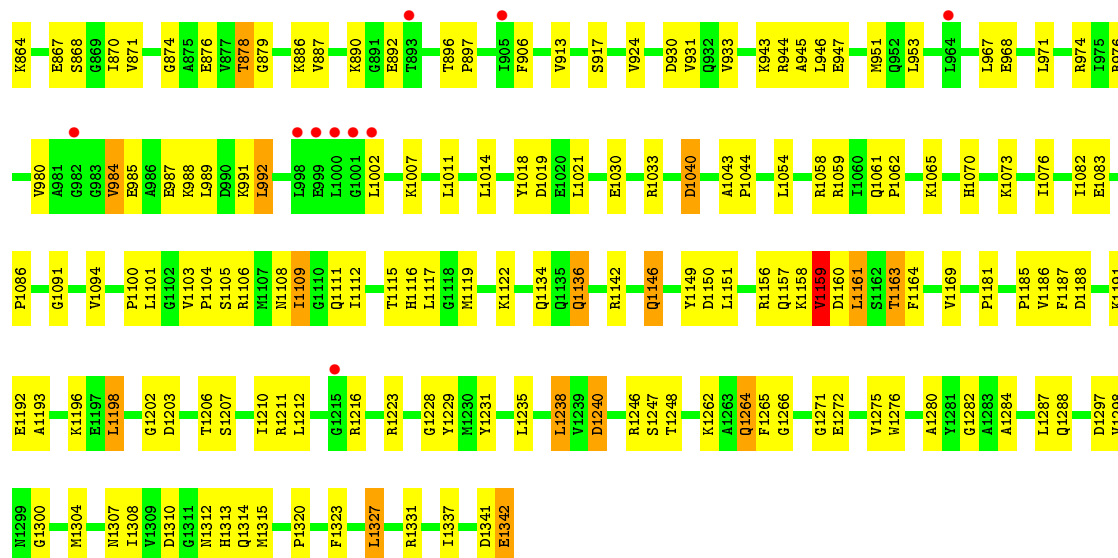 K864 E867 S868 G869 I870 V871 G874 A875 E876 V877 T878 G879 K886 V887 K890 G891 E892 T893 T896 P897 I905 F906 V913 S917 V924 D930 V931 Q932 V933 K943 R944 A945 L946 E947 M951 Q952 L953 L964 L967 E968 L971 R974 I975 R976
V980 A981 G982 G983 V984 E985 A986 E987 K988 L989 D990 K991 L992 L998 E999 I1000 G1001 L1002 K1007 L1011 L1014 Y1018 D1019 E1020 L1021 E1030 R1033 D1040 A1043 P1044 L1054 R1058 R1059 I1060 Q1061 P1062 K1065 H1070 K1073 I1076 I1082 E1083
P1086 G1091 V1094 P1100 L1101 G1102 V1103 P1104 S1105 R1106 M1107 N1108 I1109 G1110 Q1111 I1112 T1115 H1116 L1117 G1118 M1119 K1122 Q1134 Q1135 Q1136 R1142 Q1146 Y1149 D1150 L1151 R1156 Q1157 K1158 V1159 D1160 L1161 S1162 T1163 F1164 V1169 P1181 P1185 V1186 F1187 D1188 K1191
E1192 A1193 K1196 E1197 L1198 G1202 D1203 T1206 S1207 I1210 R1211 L1212 G1215 R1216 R1223 G1228 Y1229 M1230 Y1231 L1235 L1238 V1239 D1240 R1246 S1247 T1248 K1262 A1263 Q1264 F1265 G1266 G1271 E1272 V1275 W1276 A1280 Y1281 G1282 A1283 A1284 L1287 Q1288 D1297 V1298
N1299 G1300 M1304 N1307 I1308 V1309 D1310 G1311 N1312 H1313 Q1314 M1315 P1320 F1323 L1327 R1331 I1337 D1341 E1342